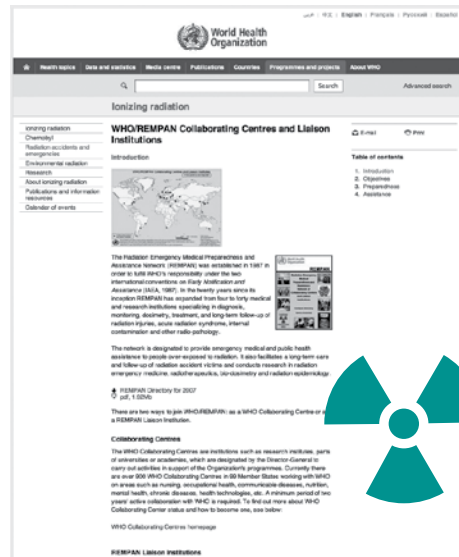 中文 | English | Français | Русский | Español
World Health
Organization
Health topics Data and statistics Media centre Publications Countries Programmes and projects About WHO
Search Advanced search
Ionizing radiation
Ionizing radiation
Chernobyl
Radiation accidents and
emergencies
Environmental radiation
Research
About ionizing radiation
Publications and information
resources
Calendar of events
WHO/REMPAN Collaborating Centres and Liaison
Institutions
Introduction
The Radiation Emergency Medical Preparedness and
Assistance Network (REMPAN) was established in 1987 in
order to fulfil WHO's responsibility under the two
international conventions on Early Notification and
Assistance (IAEA, 1987). In the twenty years since its
inception REMPAN has expanded from four to forty medical
and research institutions specializing in diagnosis,
monitoring, dosimetry, treatment, and long-term follow-up of
radiation injuries, acute radiation syndrome, internal
contamination and other radio-pathology.
REMPAN
The network is designed to provide emergency medical and public health
assistance to people over-exposed to radiation. It also facilitates a long-term care
and follow-up of radiation accident victims and conducts research in radiation
emergency medicine, radiotherapeutics, bio-dosimetry and radiation epidemiology.
REMPAN Directory for 2007
pdf, 1.02Mb
There are two ways to join WHO/REMPAN: as a WHO Collaborating Centre or a
a REMPAN Liaison Institution.
Collaborating Centres
The WHO Collaborating Centres are institutions such as research institutes, parts
of universities or academies, which are designated by the Director-General to
carry out activities in support of the Organization's programmes. Currently there
are over 900 WHO Collaborating Centres in 99 Member States working with WHO
on areas such as nursing, occupational health, communicable diseases, nutrition,
mental health, chronic diseases, health technologies, etc. A minimum period of two
years' active collaboration with WHO is required. To find out more about WHO
Collaborating Center status and how to become one, see below:
WHO Collaborating Centres homepage
REMPAN Liaison Institutions
E-mail Print
Table of contents
1. Introduction
2. Objectives
3. Preparedness
4. Assistance